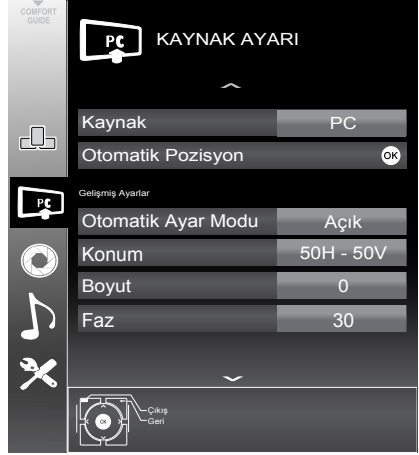 COMFORT
GUIDE
PC KAYNAK AYARI
Kaynak PC
Otomatik Pozisyon OK
Gelişmiş Ayarlar
PC
Otomatik Ayar Modu Açık
Konum 50H - 50V
Boyut 0
Faz 30
OK
Çıkış
Geri